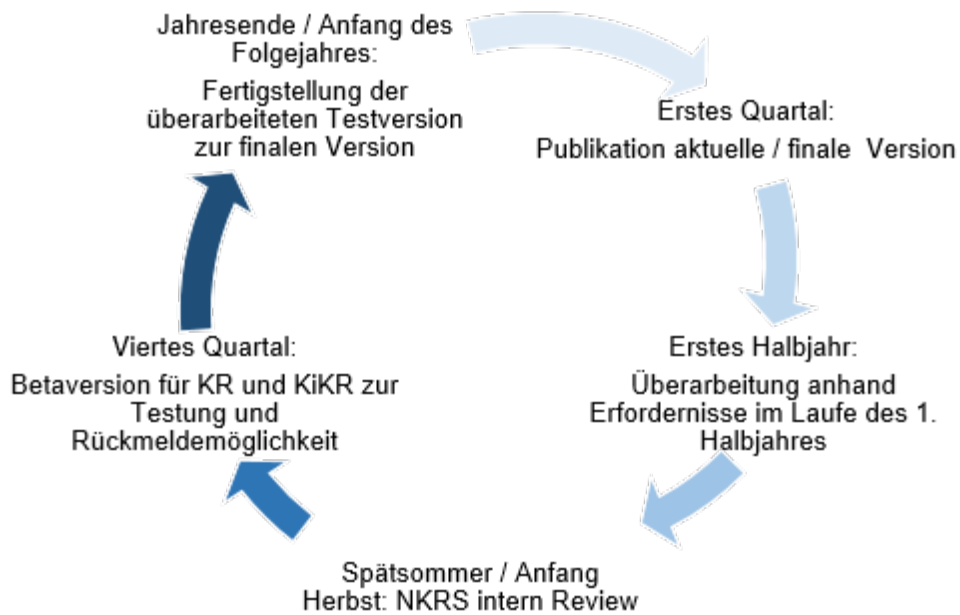 Jahresende / Anfang des
Folgejahres:
Fertigstellung der
überarbeiteten Testversion
zur finalen Version
Erstes Quartal:
Publikation aktuelle / finale  Version
Erstes Halbjahr:
Überarbeitung anhand
Erfordernisse im Laufe des 1.
Halbjahres
Spätsommer / Anfang
Herbst: NKRS intern Review
Viertes Quartal:
Betaversion für KR und KiKR zur
Testung und
Rückmeldemöglichkeit